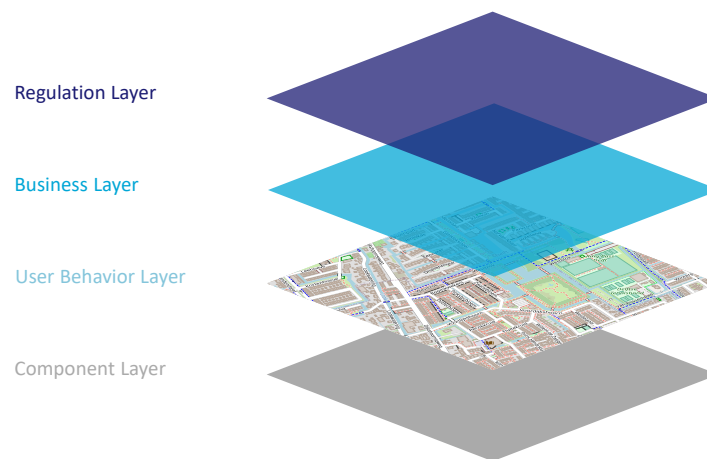 Regulation Layer
Business Layer
User Behavior Layer
Component Layer